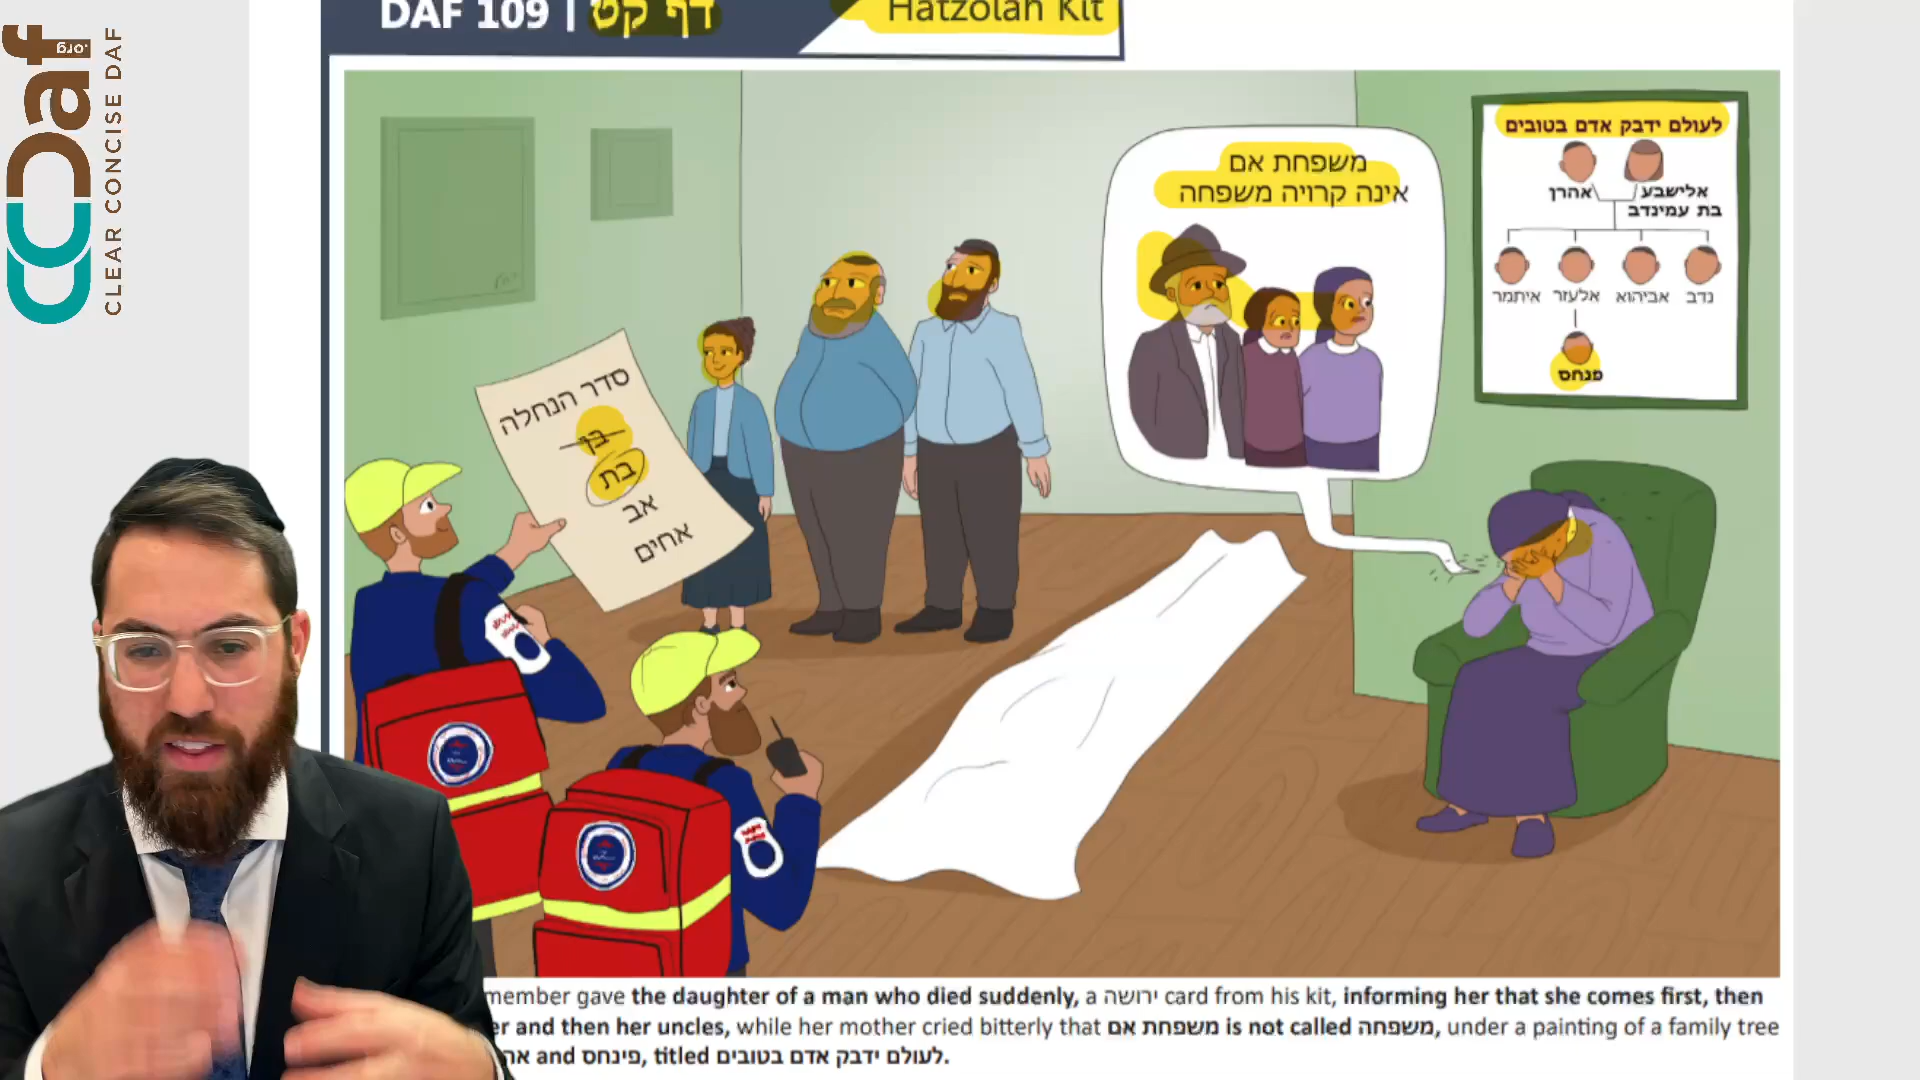 CCDaf
.org
CLEAR CONCISE DAF
DAF 109 | דף קט
Hatzolah Kit
סדר הנחלה
בן
בת
אב
אחים
משפחת אם
אינה קרויה משפחה
לעולם ידבק אדם בטובים
אהרן
אלישבע
בת עמינדב
איתמר אלעזר אביהוא נדב
פנחס
member gave the daughter of a man who died suddenly, a ירושה card from his kit, informing her that she comes first, then
er and then her uncles, while her mother cried bitterly that משפחת אם is not called משפחה, under a painting of a family tree
אה and פינחס, titled לעולם ידבק אדם בטובים.